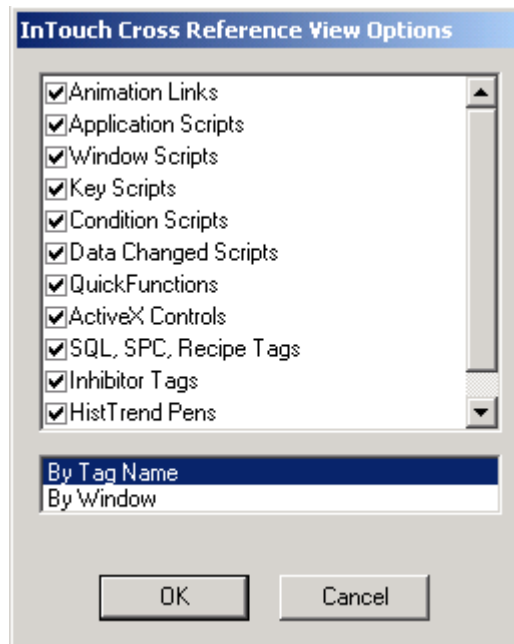 InTouch Cross Reference View Options
Animation Links
Application Scripts
Window Scripts
Key Scripts
Condition Scripts
Data Changed Scripts
QuickFunctions
ActiveX Controls
SQL, SPC, Recipe Tags
Inhibitor Tags
HistTrend Pens
By Tag Name
By Window
OK Cancel